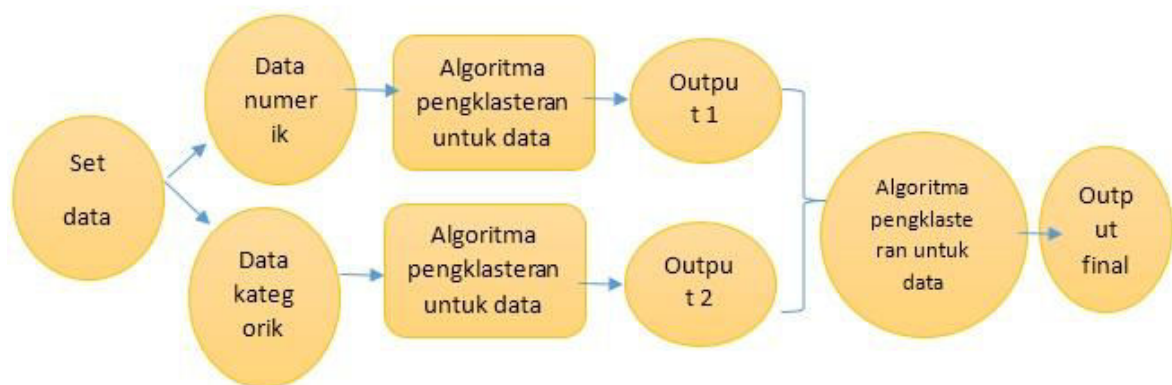 Set
data
Data
numer
ik
Algoritma
pengklasteran
untuk data
Outpu
t 1
Data
kateg
orik
Algoritma
pengklasteran
untuk data
Outpu
t 2
Algoritma
pengklaste
ran untuk
data
Outp
ut
final